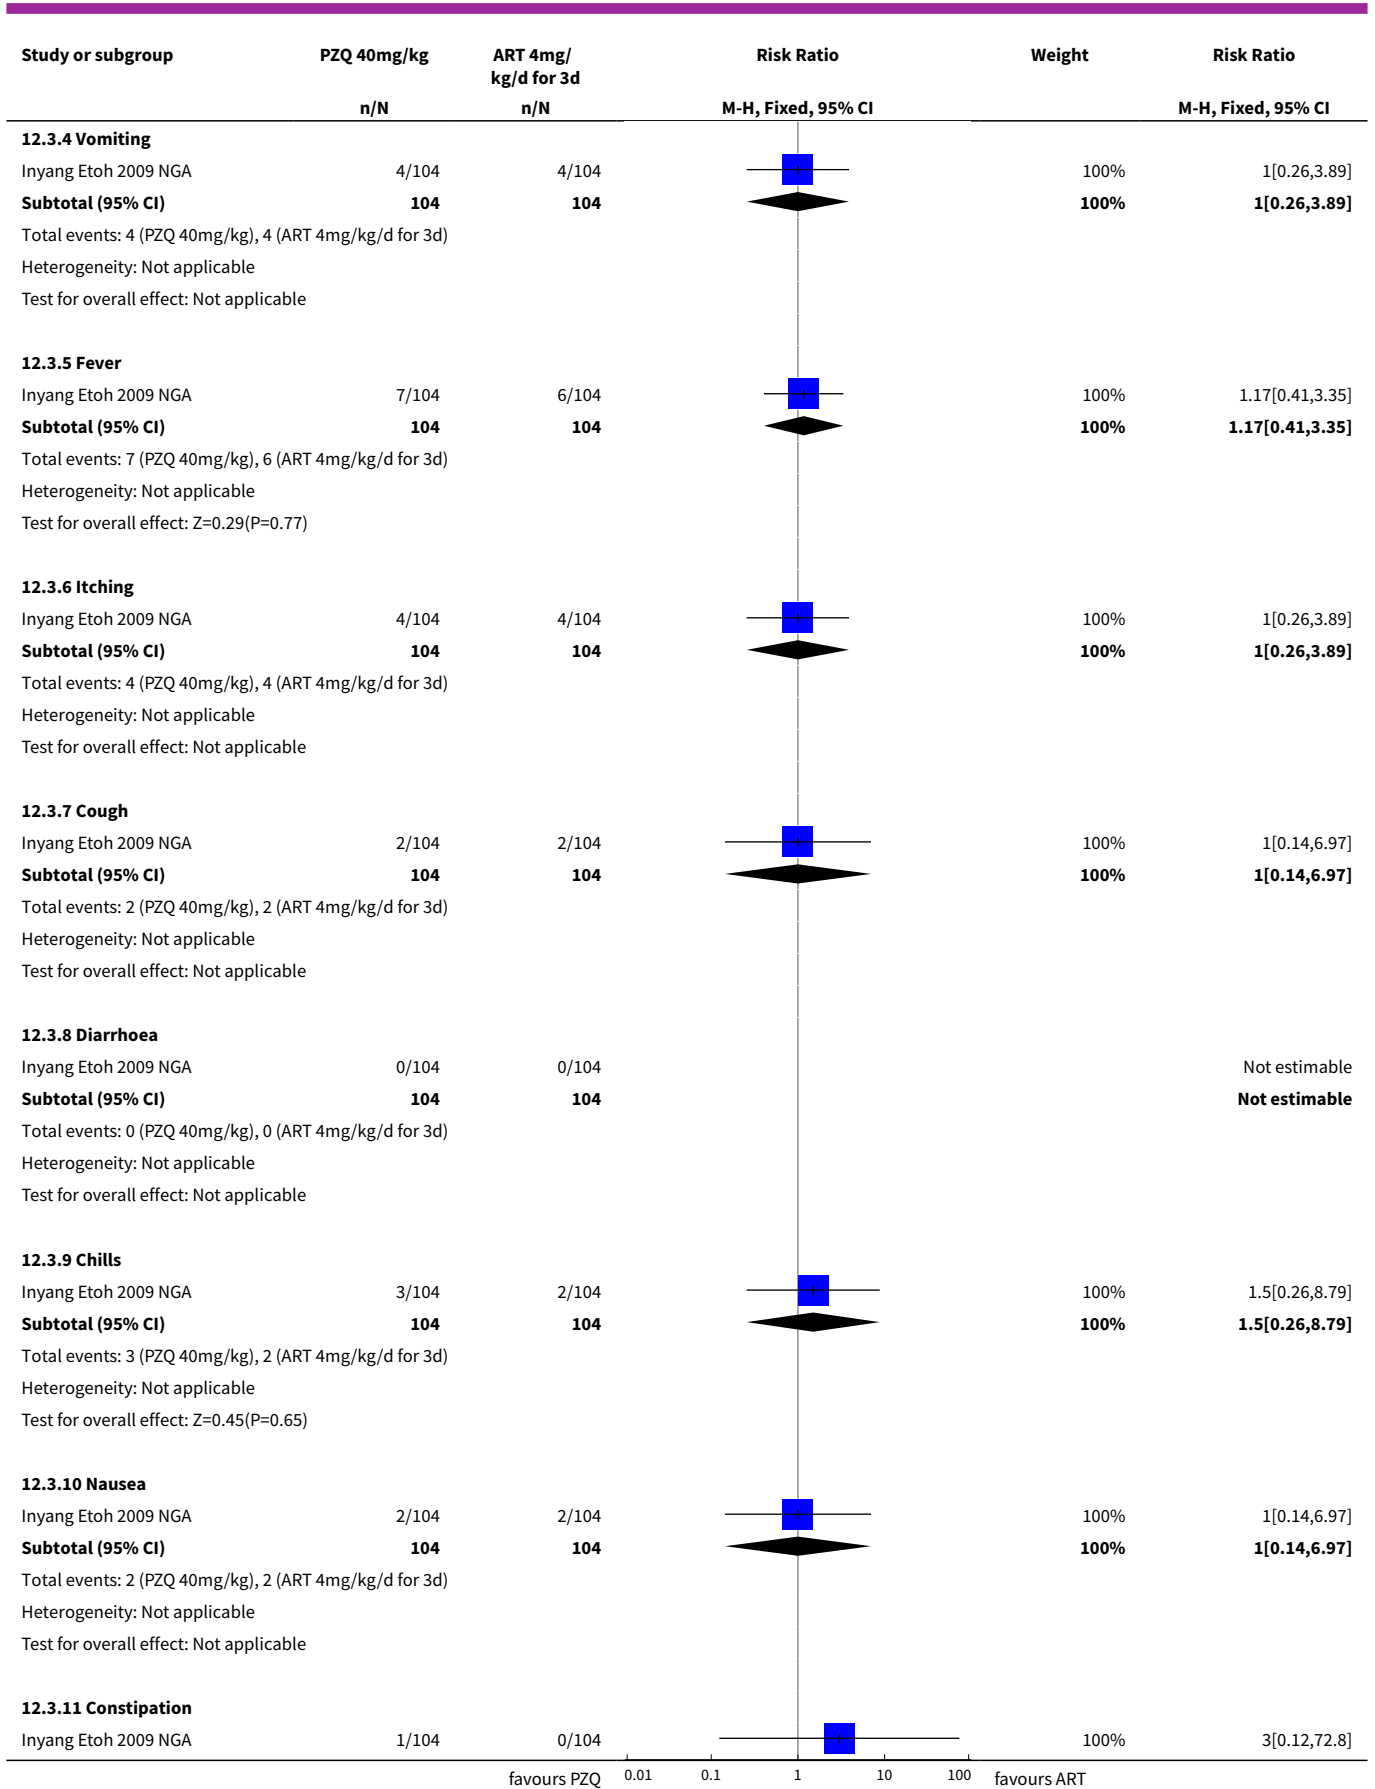 Study or subgroup PZQ 40mg/kg ART 4mg/ Risk Ratio Weight Risk Ratio
kg/d for 3d
n/N n/N M-H, Fixed, 95% CI M-H, Fixed, 95% CI
12.3.4 Vomiting
Inyang Etoh 2009 NGA 4/104 4/104 100% 1[0.26,3.89]
Subtotal (95% CI) 104 104 100% 1[0.26,3.89]
Total events: 4 (PZQ 40mg/kg), 4 (ART 4mg/kg/d for 3d)
Heterogeneity: Not applicable
Test for overall effect: Not applicable
12.3.5 Fever
Inyang Etoh 2009 NGA 7/104 6/104 100% 1.17[0.41,3.35]
Subtotal (95% CI) 104 104 100% 1.17[0.41,3.35]
Total events: 7 (PZQ 40mg/kg), 6 (ART 4mg/kg/d for 3d)
Heterogeneity: Not applicable
Test for overall effect: Z=0.29(P=0.77)
12.3.6 Itching
Inyang Etoh 2009 NGA 4/104 4/104 100% 1[0.26,3.89]
Subtotal (95% CI) 104 104 100% 1[0.26,3.89]
Total events: 4 (PZQ 40mg/kg), 4 (ART 4mg/kg/d for 3d)
Heterogeneity: Not applicable
Test for overall effect: Not applicable
12.3.7 Cough
Inyang Etoh 2009 NGA 2/104 2/104 100% 1[0.14,6.97]
Subtotal (95% CI) 104 104 100% 1[0.14,6.97]
Total events: 2 (PZQ 40mg/kg), 2 (ART 4mg/kg/d for 3d)
Heterogeneity: Not applicable
Test for overall effect: Not applicable
12.3.8 Diarrhoea
Inyang Etoh 2009 NGA 0/104 0/104 Not estimable
Subtotal (95% CI) 104 104 Not estimable
Total events: 0 (PZQ 40mg/kg), 0 (ART 4mg/kg/d for 3d)
Heterogeneity: Not applicable
Test for overall effect: Not applicable
12.3.9 Chills
Inyang Etoh 2009 NGA 3/104 2/104 100% 1.5[0.26,8.79]
Subtotal (95% CI) 104 104 100% 1.5[0.26,8.79]
Total events: 3 (PZQ 40mg/kg), 2 (ART 4mg/kg/d for 3d)
Heterogeneity: Not applicable
Test for overall effect: Z=0.45(P=0.65)
12.3.10 Nausea
Inyang Etoh 2009 NGA 2/104 2/104 100% 1[0.14,6.97]
Subtotal (95% CI) 104 104 100% 1[0.14,6.97]
Total events: 2 (PZQ 40mg/kg), 2 (ART 4mg/kg/d for 3d)
Heterogeneity: Not applicable
Test for overall effect: Not applicable
12.3.11 Constipation
Inyang Etoh 2009 NGA 1/104 0/104 100% 3[0.12,72.8]
favours PZQ 0.01 0.1 1 10 100 favours ART